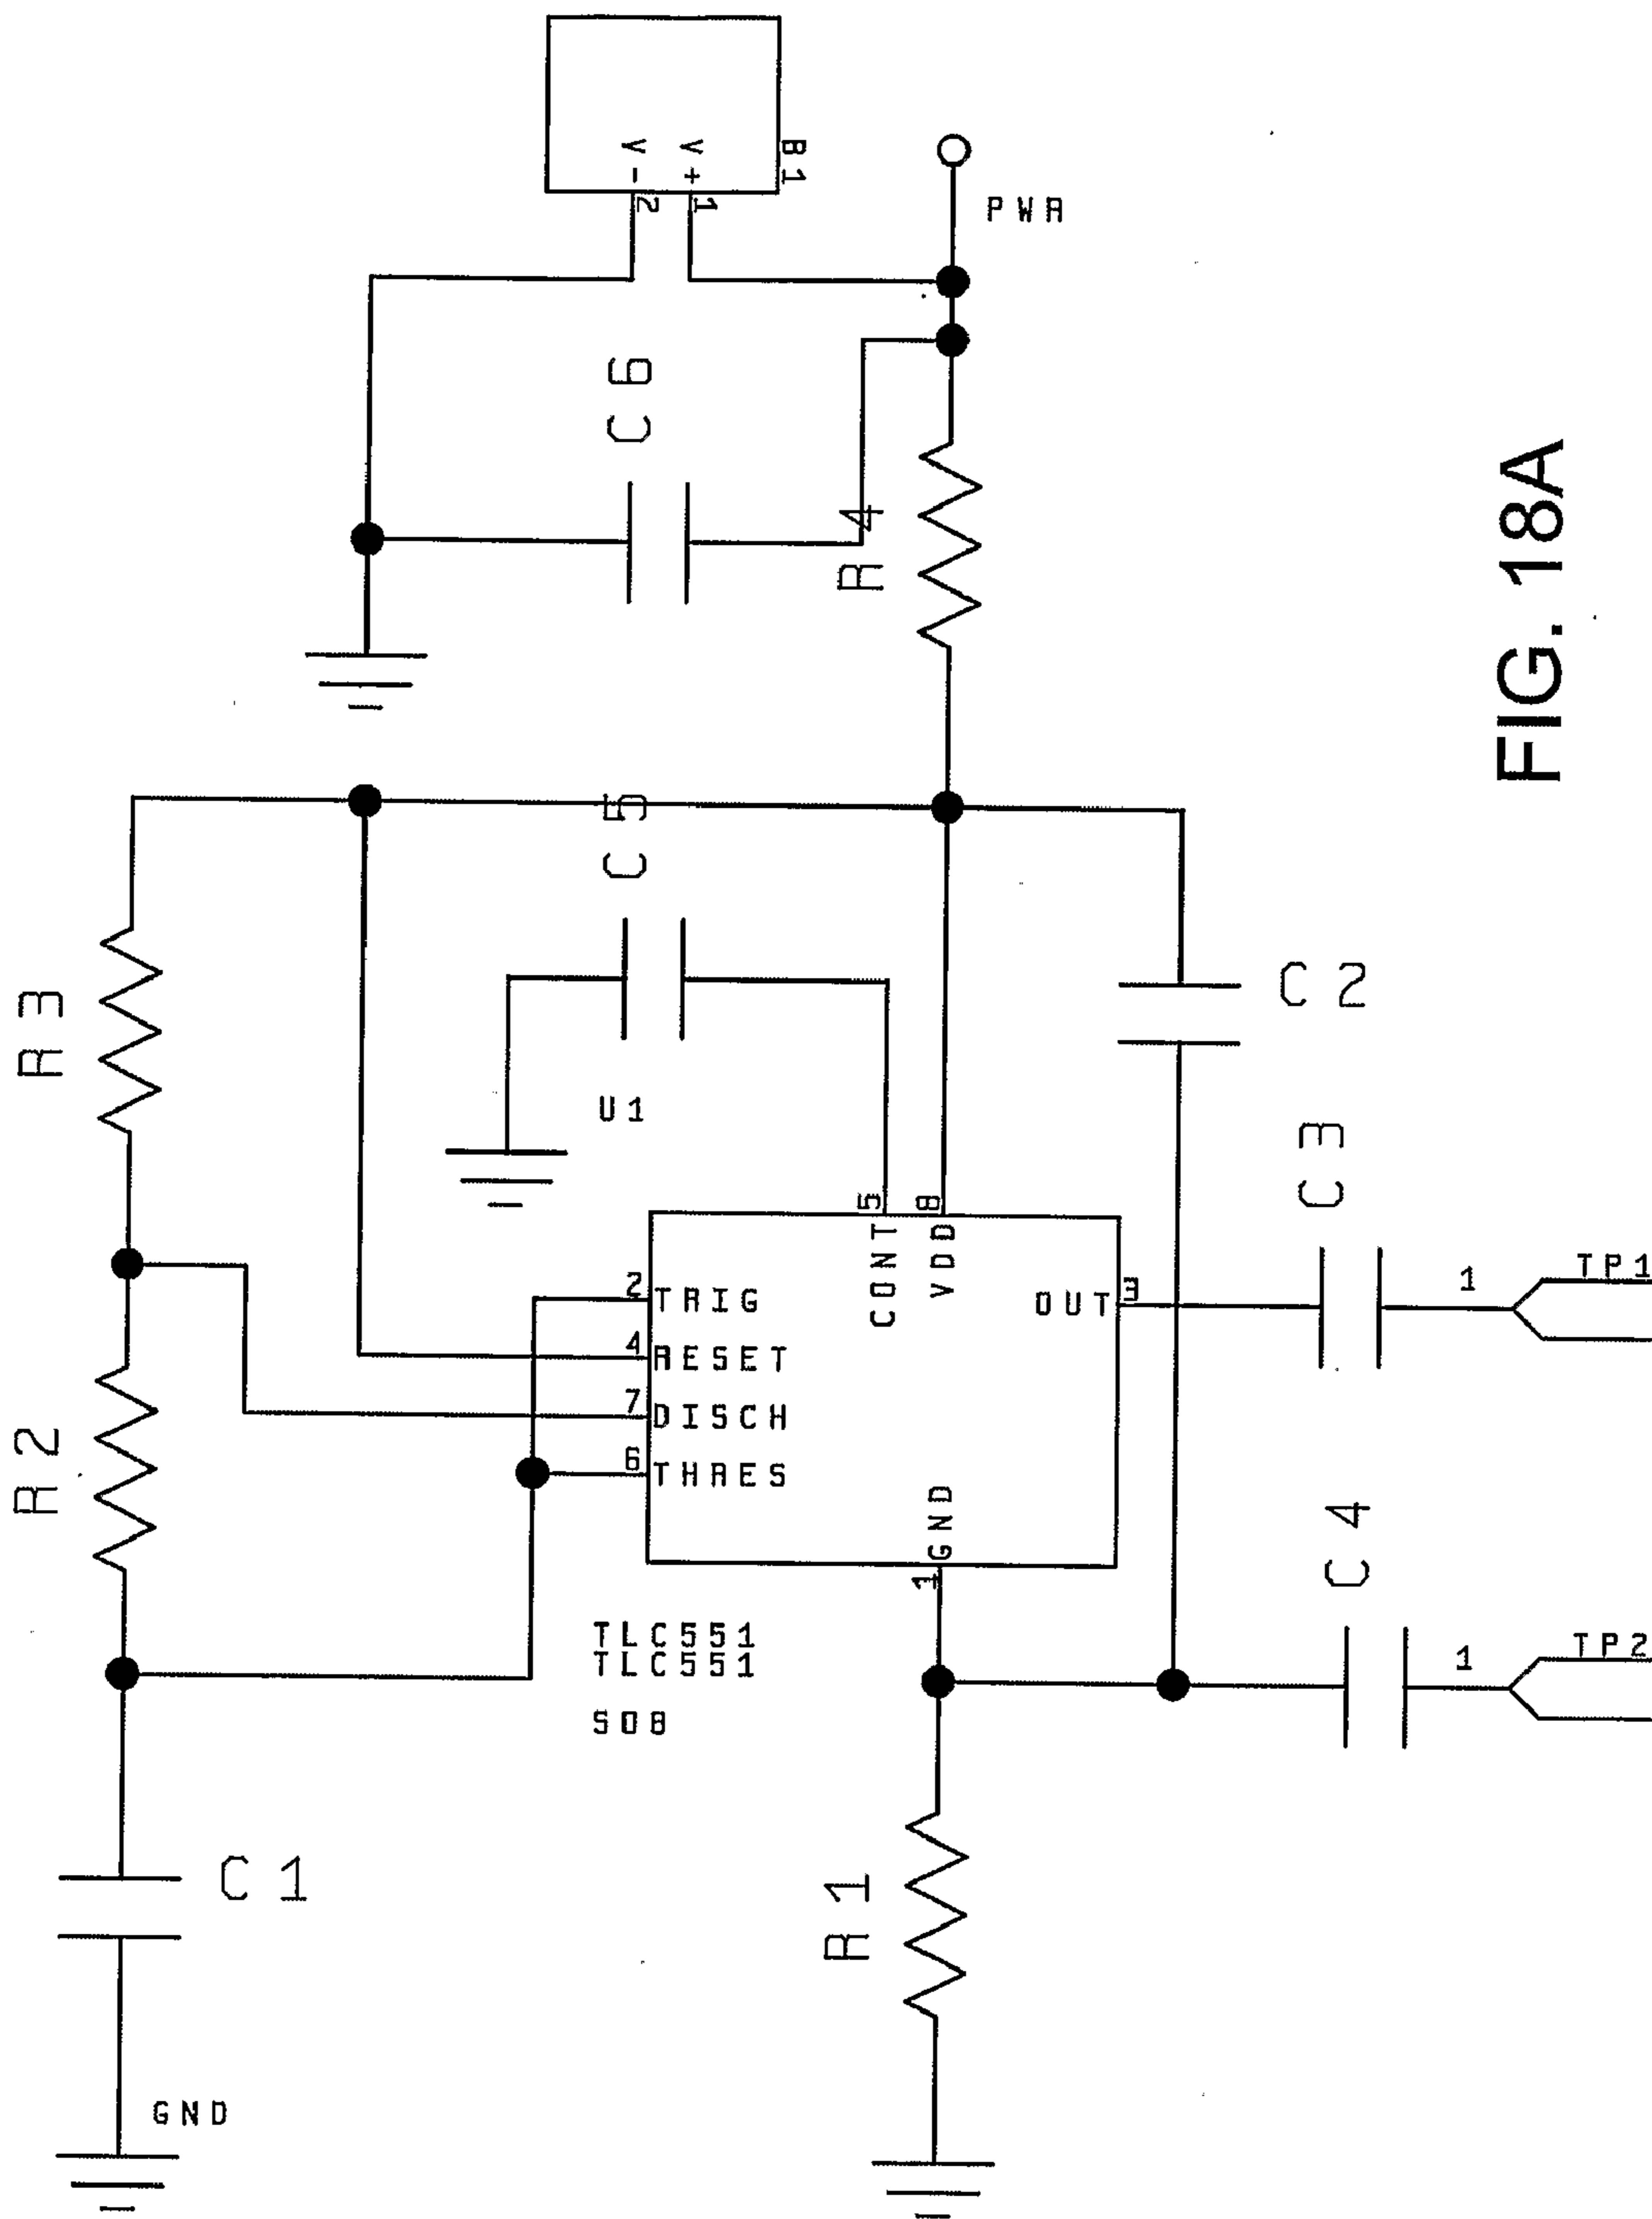 B1
V+
V-
1
2
PWR
C6
R4
C5
R3
C2
U1
C3
5
8
CONT
VDD
2
TRIG
OUT
3
1
TP1
4
RESET
7
DISCH
6
THRES
R2
GND
1
C4
TLC551
TLC551
SO8
1
TP2
C1
R1
GND
FIG. 18A